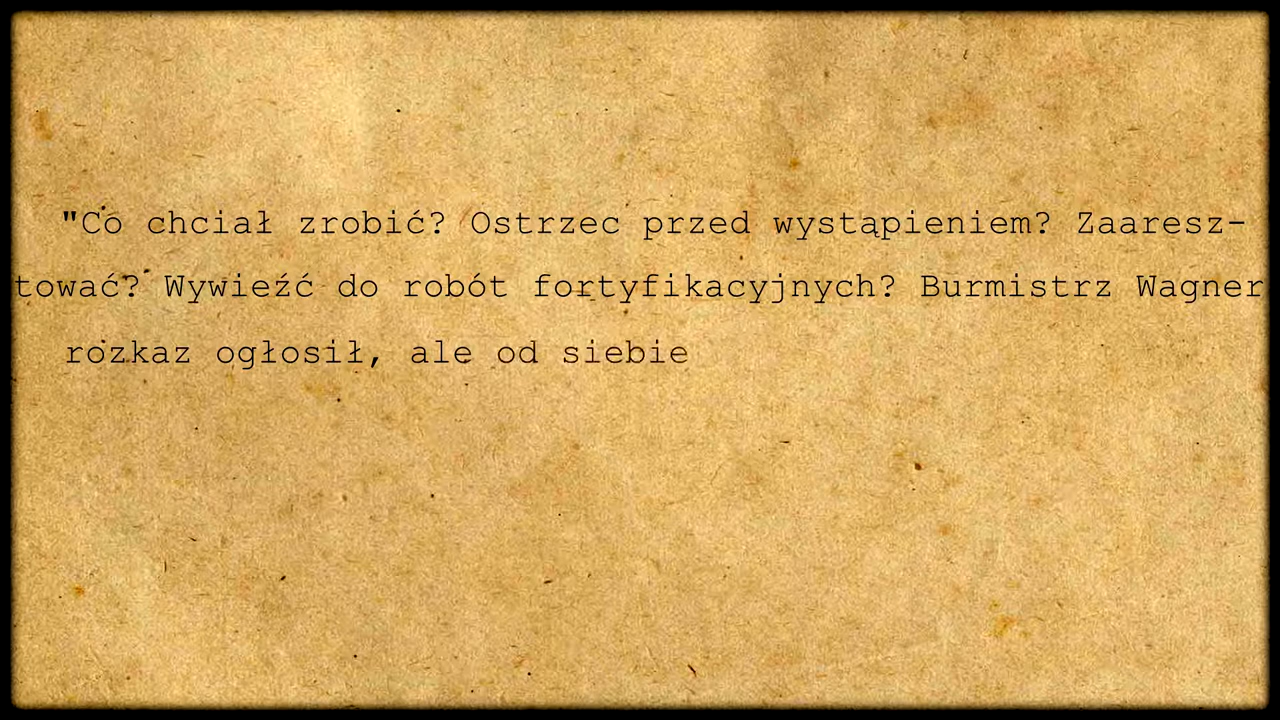 "Co chciał zrobić? Ostrzec przed wystąpieniem? Zaaresz-
tować? Wywieźć do robót fortyfikacyjnych? Burmistrz Wagner
rozkaz ogłosił, ale od siebie